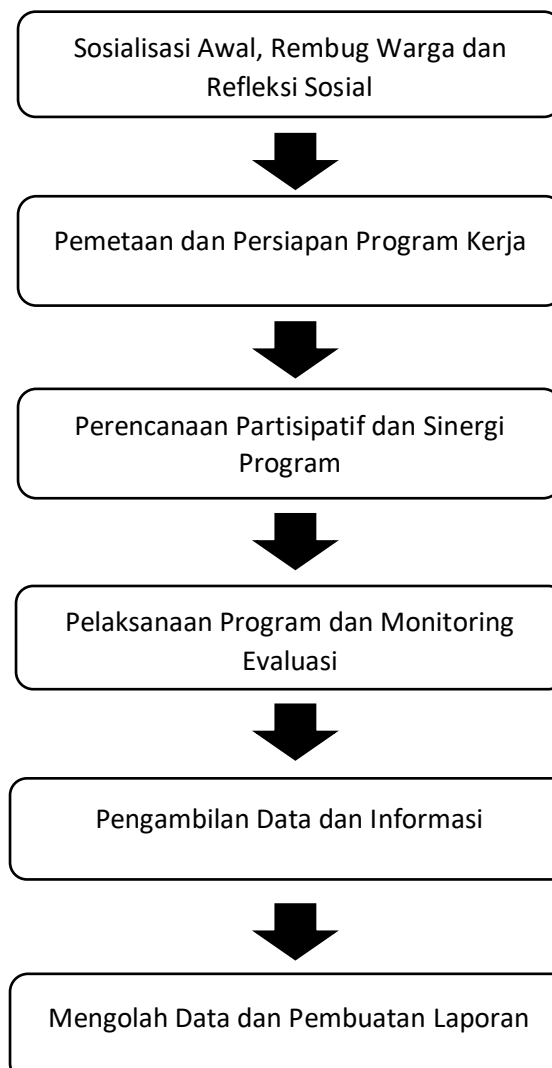 Sosialisasi Awal, Rembug Warga dan
Refleksi Sosial
Pemetaan dan Persiapan Program Kerja
Perencanaan Partisipatif dan Sinergi
Program
Pelaksanaan Program dan Monitoring
Evaluasi
Pengambilan Data dan Informasi
Mengolah Data dan Pembuatan Laporan